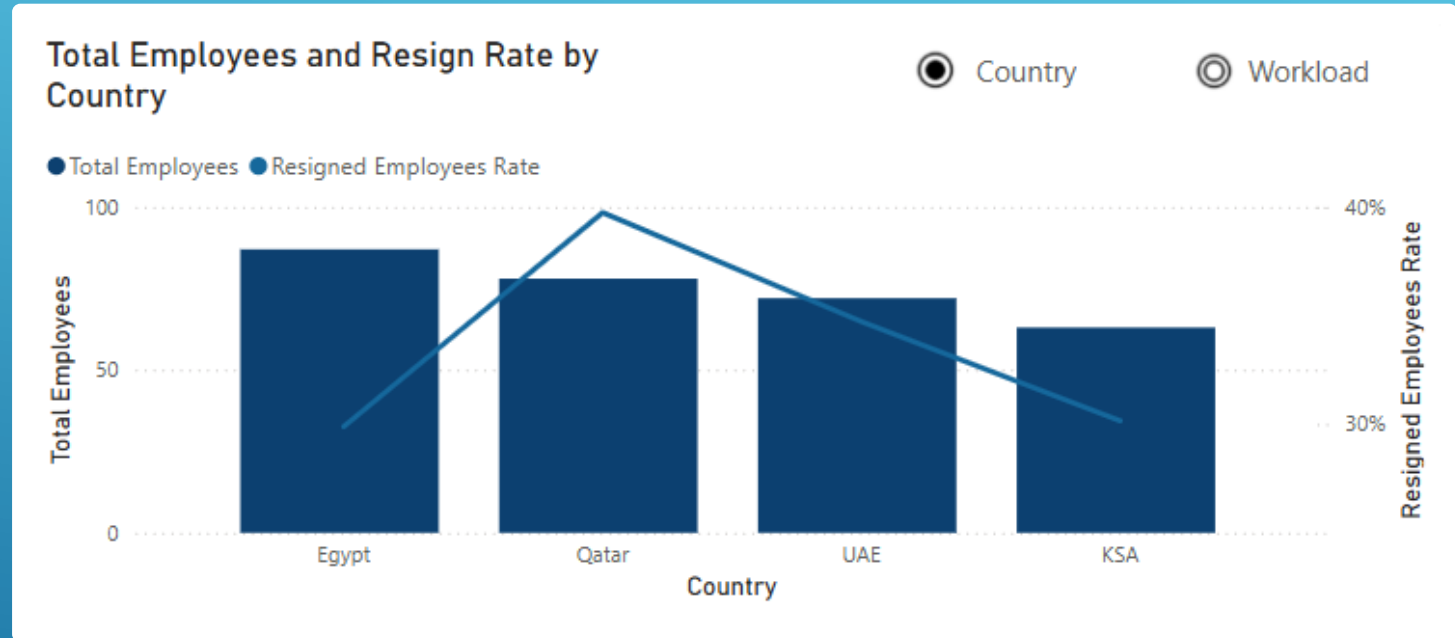 Total Employees and Resign Rate by
Country
Country
Workload
Total Employees
Resigned Employees Rate
100
50
0
Total Employees
40%
30%
Resigned Employees Rate
Egypt
Qatar
UAE
KSA
Country